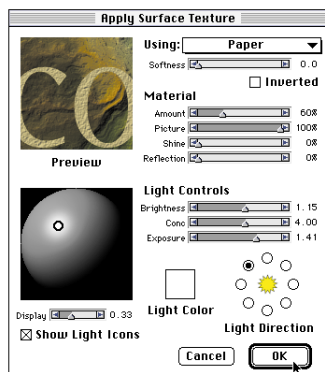 Apply Surface Texture
Using: Paper
Softness 0.0
Inverted
Material
Amount 60%
Picture 100%
Shine 0%
Reflection 0%
CO
Preview
Light Controls
Brightness 1.15
Conc 4.00
Exposure 1.41
Display 0.33
Show Light Icons
Light Color
Light Direction
Cancel OK